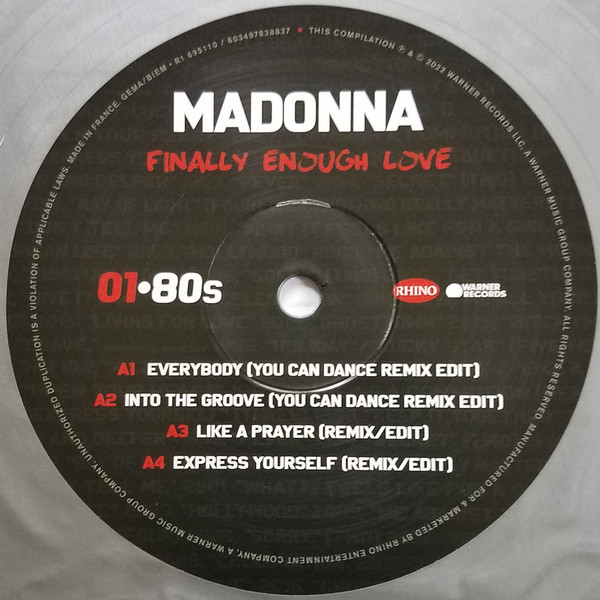 MADE IN FRANCE. GEMA/BIEM • R1 695110 / 603497838837 • THIS COMPILATION ℗ & © 2022 WARNER RECORDS LLC, A WARNER MUSIC GROUP COMPANY. ALL RIGHTS RESERVED. MANUFACTURED FOR & MARKETED BY RHINO ENTERTAINMENT COMPANY, A WARNER MUSIC GROUP COMPANY. UNAUTHORIZED DUPLICATION IS A VIOLATION OF APPLICABLE LAWS.
MADONNA
FINALLY ENOUGH LOVE
01•80s
RHINO
WARNER
RECORDS
A1 EVERYBODY (YOU CAN DANCE REMIX EDIT)
A2 INTO THE GROOVE (YOU CAN DANCE REMIX EDIT)
A3 LIKE A PRAYER (REMIX/EDIT)
A4 EXPRESS YOURSELF (REMIX/EDIT)